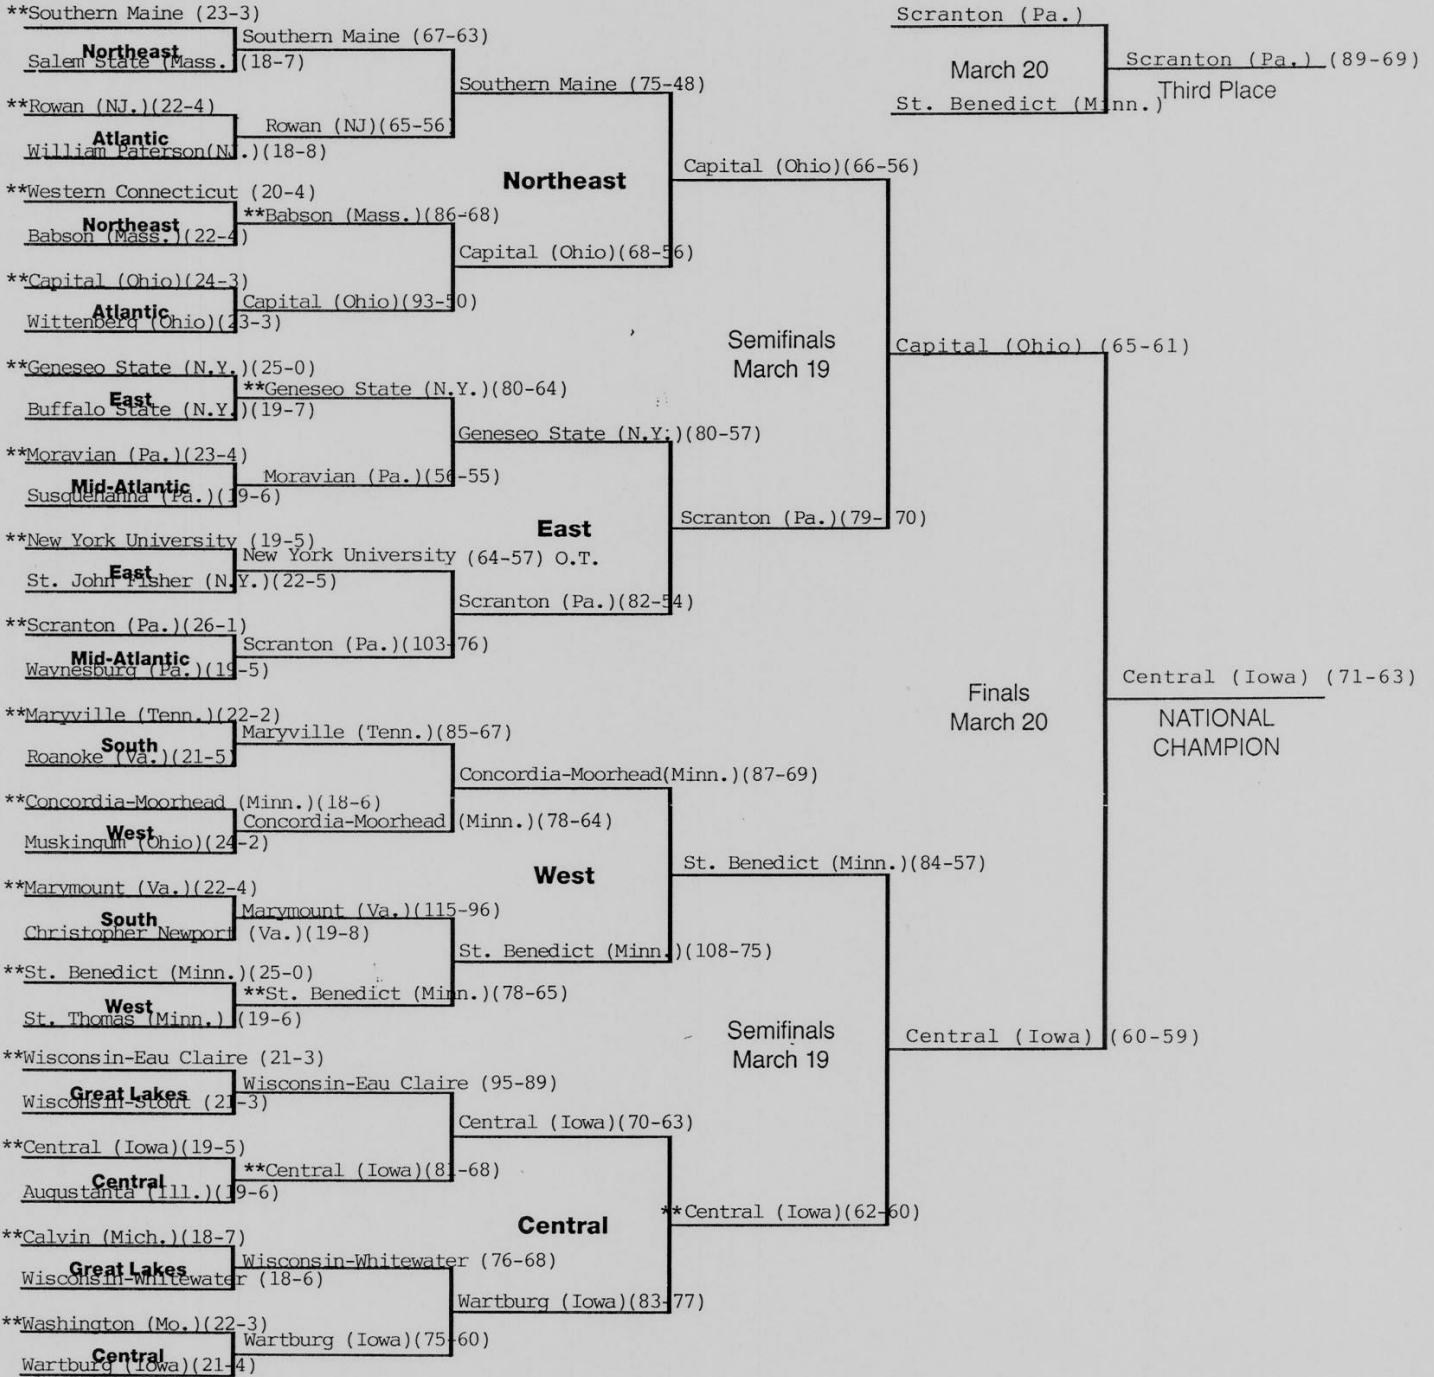 **Southern Maine (23-3)
Northeast
Salem State (Mass.)(18-7)
**Rowan (NJ.)(22-4)
Atlantic
William Paterson(NJ.)(18-8)
**Western Connecticut (20-4)
Northeast
Babson (Mass.)(22-4)
**Capital (Ohio)(24-3)
Atlantic
Wittenberg (Ohio)(23-3)
**Geneseo State (N.Y.)(25-0)
East
Buffalo State (N.Y.)(19-7)
**Moravian (Pa.)(23-4)
Mid-Atlantic
Susquehanna (Pa.)(19-6)
**New York University (19-5)
East
St. John Fisher (N.Y.)(22-5)
**Scranton (Pa.)(26-1)
Mid-Atlantic
Waynesburg (Pa.)(19-5)
**Maryville (Tenn.)(22-2)
South
Roanoke (Va.)(21-5)
**Concordia-Moorhead (Minn.)(18-6)
West
Muskingum (Ohio)(24-2)
**Marymount (Va.)(22-4)
South
Christopher Newport (Va.)(19-8)
**St. Benedict (Minn.)(25-0)
West
St. Thomas (Minn.) (19-6)
**Wisconsin-Eau Claire (21-3)
Great Lakes
Wisconsin-Stout (21-3)
**Central (Iowa)(19-5)
Central
Augustanta (Ill.)(19-6)
**Calvin (Mich.)(18-7)
Great Lakes
Wisconsin-Whitewater (18-6)
**Washington (Mo.)(22-3)
Central
Wartburg (Iowa)(21-4)
Southern Maine (67-63)
Rowan (NJ)(65-56)
**Babson (Mass.)(86-68)
Capital (Ohio)(93-50)
**Geneseo State (N.Y.)(80-64)
Moravian (Pa.)(56-55)
New York University (64-57) O.T.
Scranton (Pa.)(103-76)
Maryville (Tenn.)(85-67)
Concordia-Moorhead (Minn.)(78-64)
Marymount (Va.)(115-96)
**St. Benedict (Minn.)(78-65)
Wisconsin-Eau Claire (95-89)
**Central (Iowa)(81-68)
Wisconsin-Whitewater (76-68)
Wartburg (Iowa)(75-60)
Southern Maine (75-48)
Northeast
Capital (Ohio)(68-56)
Geneseo State (N.Y.)(80-57)
East
Scranton (Pa.)(82-54)
Concordia-Moorhead(Minn.)(87-69)
West
St. Benedict (Minn.)(108-75)
Central (Iowa)(70-63)
Central
Wartburg (Iowa)(83-77)
Capital (Ohio)(66-56)
Semifinals
March 19
Scranton (Pa.)(79-70)
St. Benedict (Minn.)(84-57)
Semifinals
March 19
**Central (Iowa)(62-60)
Capital (Ohio) (65-61)
Finals
March 20
Central (Iowa) (60-59)
Central (Iowa) (71-63)
NATIONAL
CHAMPION
Scranton (Pa.)
March 20
St. Benedict (Minn.)
Scranton (Pa.) (89-69)
Third Place